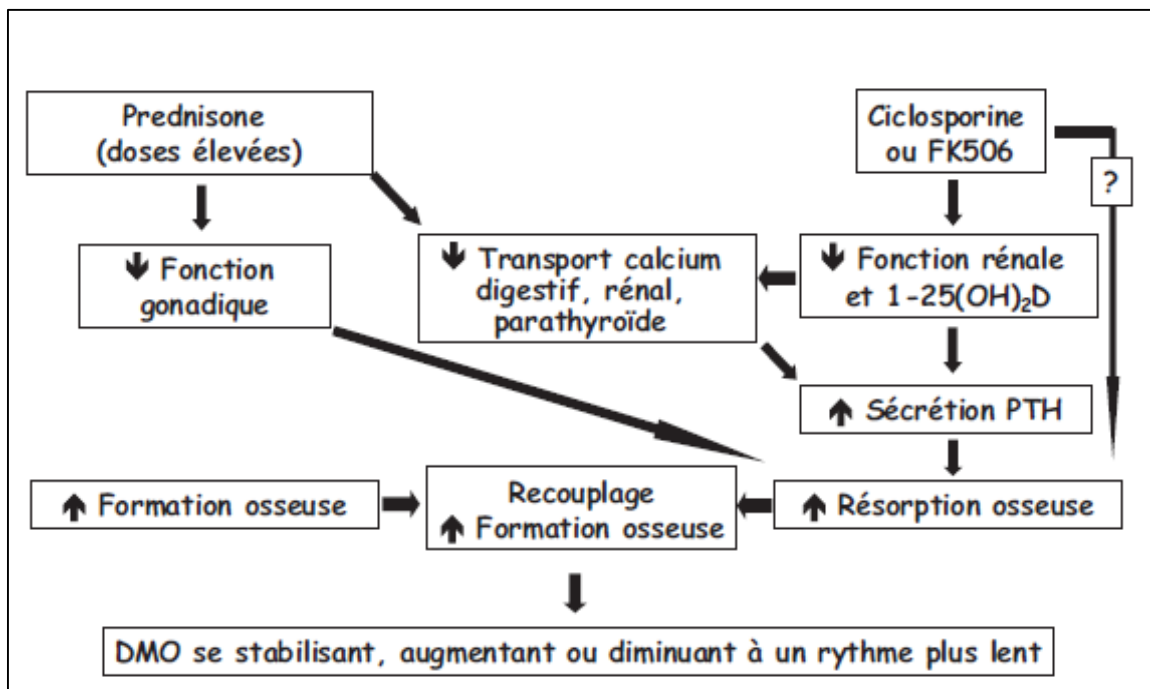 Prednisone
(doses élevées)
Ciclosporine
ou FK506
?
🡻 Fonction
gonadique
🡻 Transport calcium
digestif, rénal,
parathyroïde
🡻 Fonction rénale
et 1-25(OH)₂D
🡹 Sécrétion PTH
🡹 Formation osseuse
Recouplage
🡹 Formation osseuse
🡹 Résorption osseuse
DMO se stabilisant, augmentant ou diminuant à un rythme plus lent